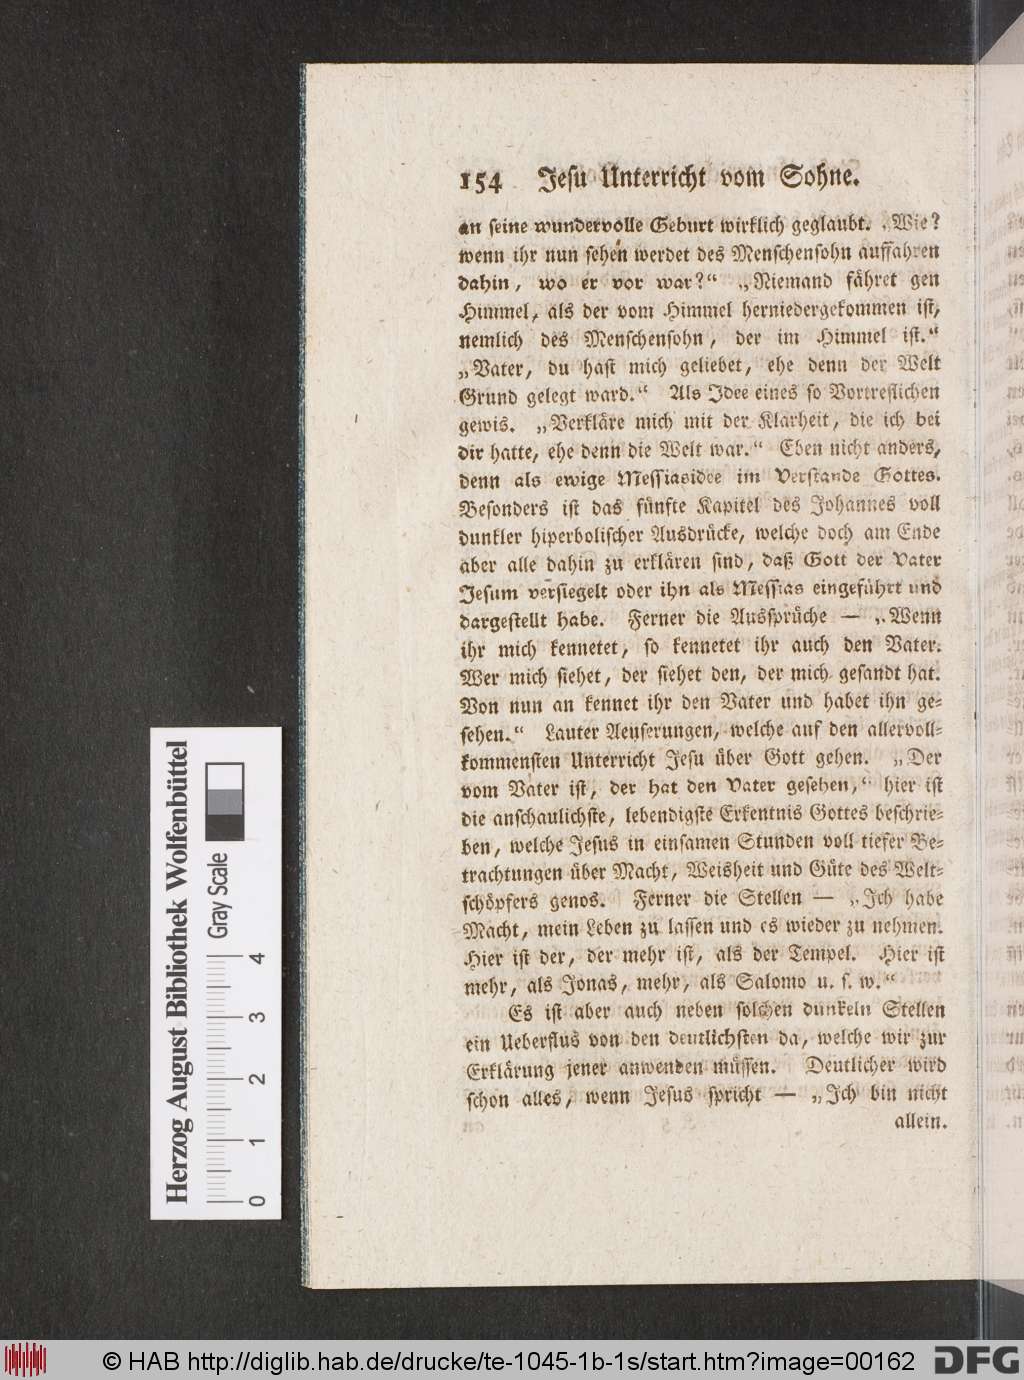 154 Jesu Unterricht vom Sohne.
an seine wundervolle Geburt wirklich geglaubt. „Wie?
wenn ihr nun sehen werdet des Menschensohn auffahren
dahin, wo er vor war?“ „Niemand fähret gen
Himmel, als der vom Himmel herniedergekommen ist,
nemlich des Menschensohn, der im Himmel ist.“
„Vater, du hast mich geliebet, ehe denn der Welt
Grund gelegt ward.“ Als Idee eines so Vortreflichen
gewis. „Verkläre mich mit der Klarheit, die ich bei
dir hatte, ehe denn die Welt war.“ Eben nicht anders,
denn als ewige Messiasidee im Verstande Gottes.
Besonders ist das fünfte Kapitel des Johannes voll
dunkler hiperbolischer Ausdrücke, welche doch am Ende
aber alle dahin zu erklären sind, daß Gott der Vater
Jesum versiegelt oder ihn als Messias eingeführt und
dargestellt habe. Ferner die Aussprüche — „Wenn
ihr mich kennetet, so kennetet ihr auch den Vater.
Wer mich siehet, der siehet den, der mich gesandt hat.
Von nun an kennet ihr den Vater und habet ihn ge-
sehen.“ Lauter Aeuserungen, welche auf den allervoll-
kommensten Unterricht Jesu über Gott gehen. „Der
vom Vater ist, der hat den Vater gesehen,“ hier ist
die anschaulichste, lebendigste Erkentnis Gottes beschrie-
ben, welche Jesus in einsamen Stunden voll tiefer Be-
trachtungen über Macht, Weisheit und Güte des Welt-
schöpfers genos. Ferner die Stellen — „Ich habe
Macht, mein Leben zu lassen und es wieder zu nehmen.
Hier ist der, der mehr ist, als der Tempel. Hier ist
mehr, als Jonas, mehr, als Salomo u. s. w.“
Es ist aber auch neben solchen dunkeln Stellen
ein Ueberflus von den deutlichsten da, welche wir zur
Erklärung jener anwenden müssen. Deutlicher wird
schon alles, wenn Jesus spricht — „Ich bin nicht
allein.
Herzog August Bibliothek Wolfenbüttel
Gray Scale
0 1 2 3 4
© HAB http://diglib.hab.de/drucke/te-1045-1b-1s/start.htm?image=00162
DFG